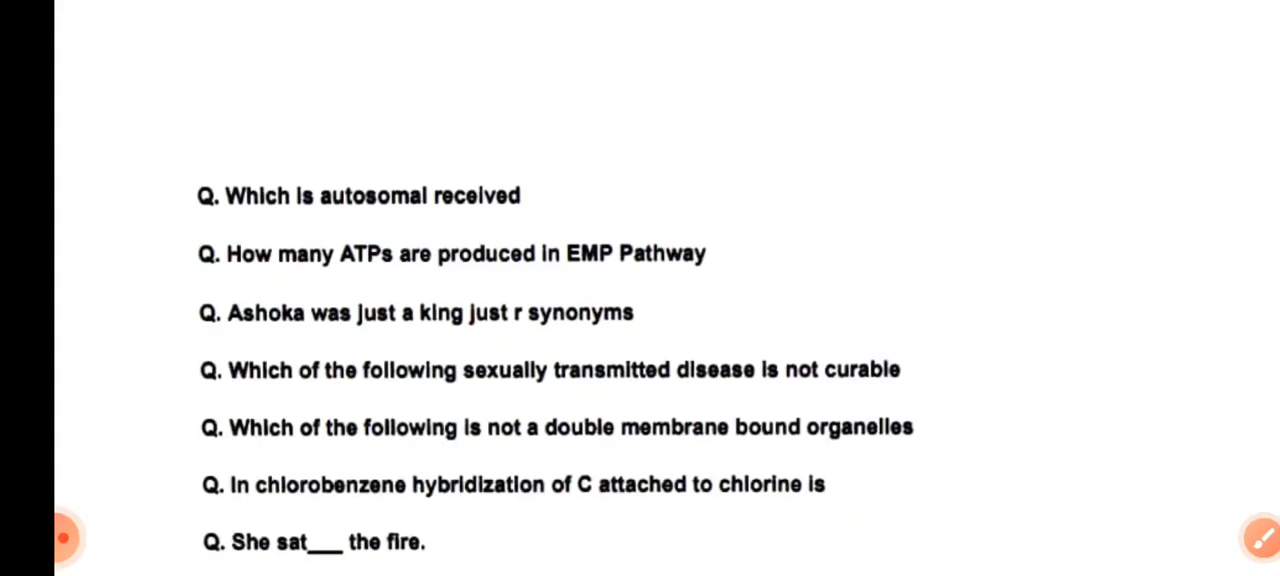 Q. Which is autosomal received
Q. How many ATPs are produced in EMP Pathway
Q. Ashoka was just a king just r synonyms
Q. Which of the following sexually transmitted disease is not curable
Q. Which of the following is not a double membrane bound organelles
Q. In chlorobenzene hybridization of C attached to chlorine is
Q. She sat___ the fire.